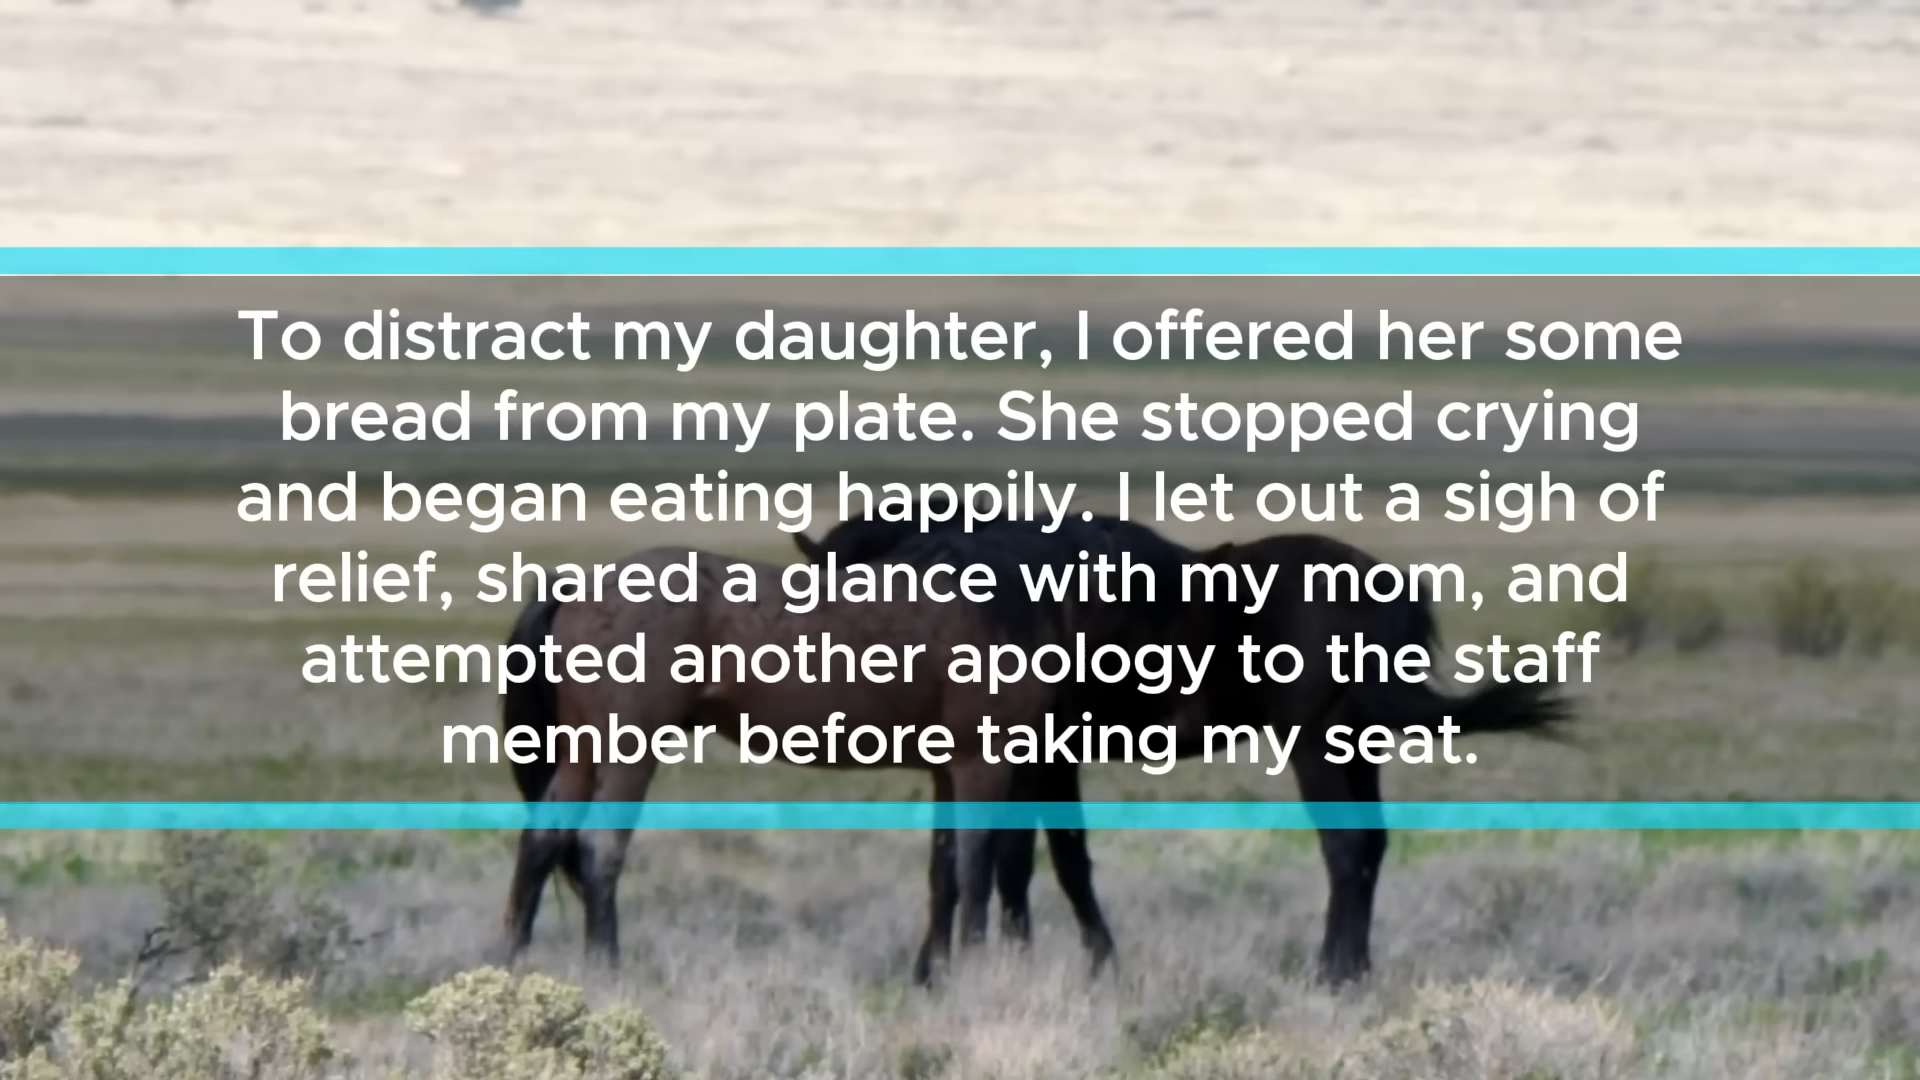 To distract my daughter, I offered her some
bread from my plate. She stopped crying
and began eating happily. I let out a sigh of
relief, shared a glance with my mom, and
attempted another apology to the staff
member before taking my seat.